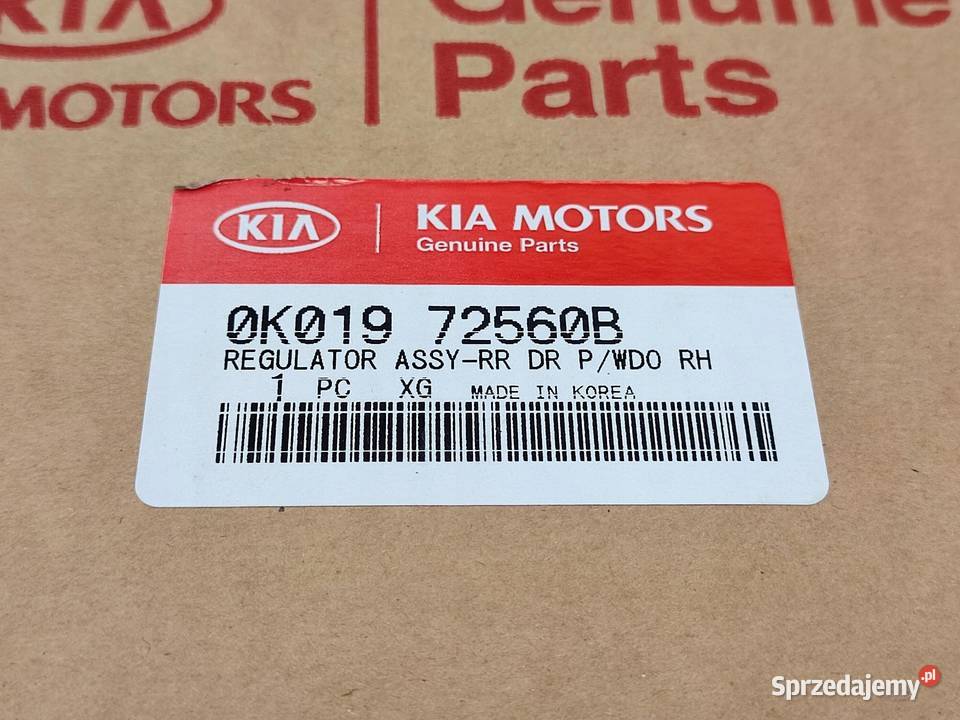 KIA
Genuine
MOTORS
Parts
KIA
KIA MOTORS
Genuine Parts
0K019 72560B
REGULATOR ASSY-RR DR P/WDO RH
1 PC XG MADE IN KOREA
Sprzedajemy.pl